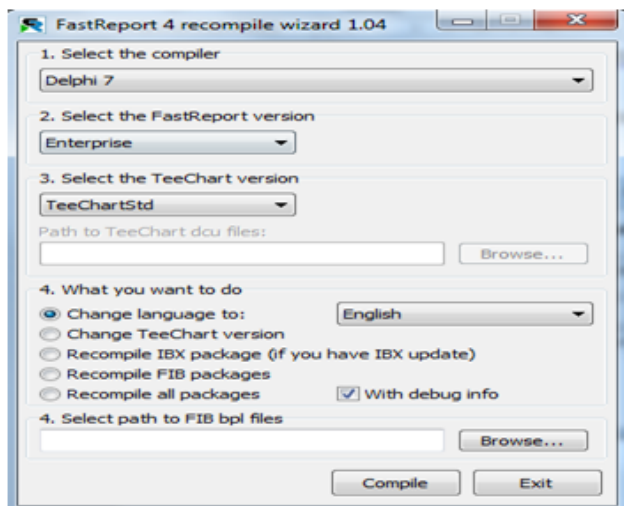 FastReport 4 recompile wizard 1.04
1. Select the compiler
Delphi 7
2. Select the FastReport version
Enterprise
3. Select the TeeChart version
TeeChartStd
Path to TeeChart dcu files:
Browse...
4. What you want to do
Change language to: English
Change TeeChart version
Recompile IBX package (if you have IBX update)
Recompile FIB packages
Recompile all packages With debug info
4. Select path to FIB bpl files
Browse...
Compile Exit